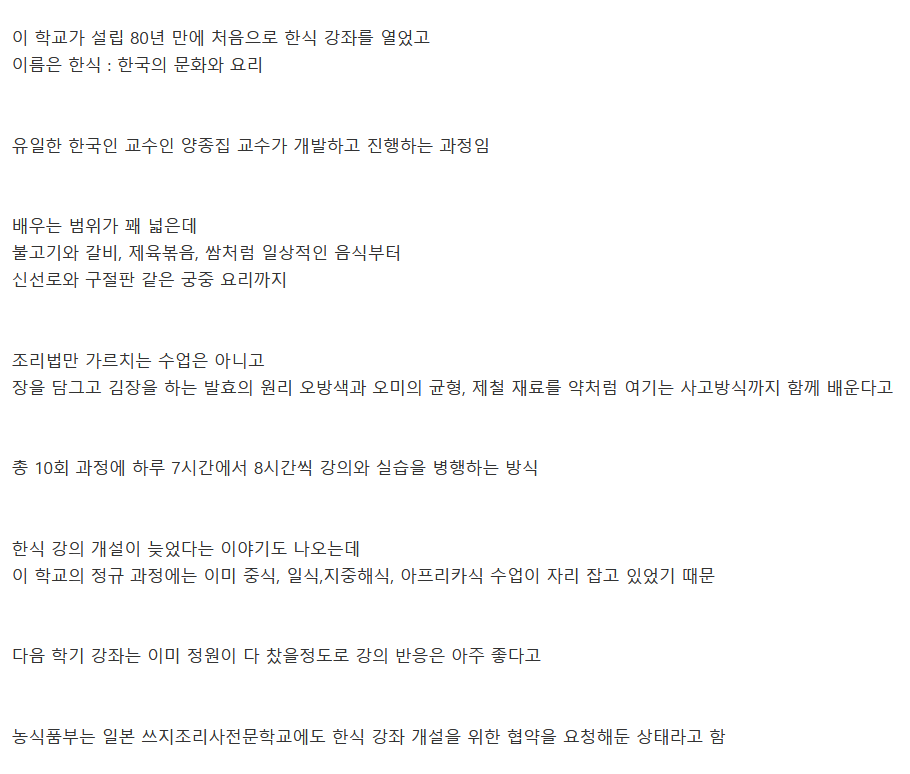 이 학교가 설립 80년 만에 처음으로 한식 강좌를 열었고
이름은 한식 : 한국의 문화와 요리
유일한 한국인 교수인 양종집 교수가 개발하고 진행하는 과정임
배우는 범위가 꽤 넓은데
불고기와 갈비, 제육볶음, 쌈처럼 일상적인 음식부터
신선로와 구절판 같은 궁중 요리까지
조리법만 가르치는 수업은 아니고
장을 담그고 김장을 하는 발효의 원리 오방색과 오미의 균형, 제철 재료를 약처럼 여기는 사고방식까지 함께 배운다고
총 10회 과정에 하루 7시간에서 8시간씩 강의와 실습을 병행하는 방식
한식 강의 개설이 늦었다는 이야기도 나오는데
이 학교의 정규 과정에는 이미 중식, 일식,지중해식, 아프리카식 수업이 자리 잡고 있었기 때문
다음 학기 강좌는 이미 정원이 다 찼을정도로 강의 반응은 아주 좋다고
농식품부는 일본 쓰지조리사전문학교에도 한식 강좌 개설을 위한 협약을 요청해둔 상태라고 함